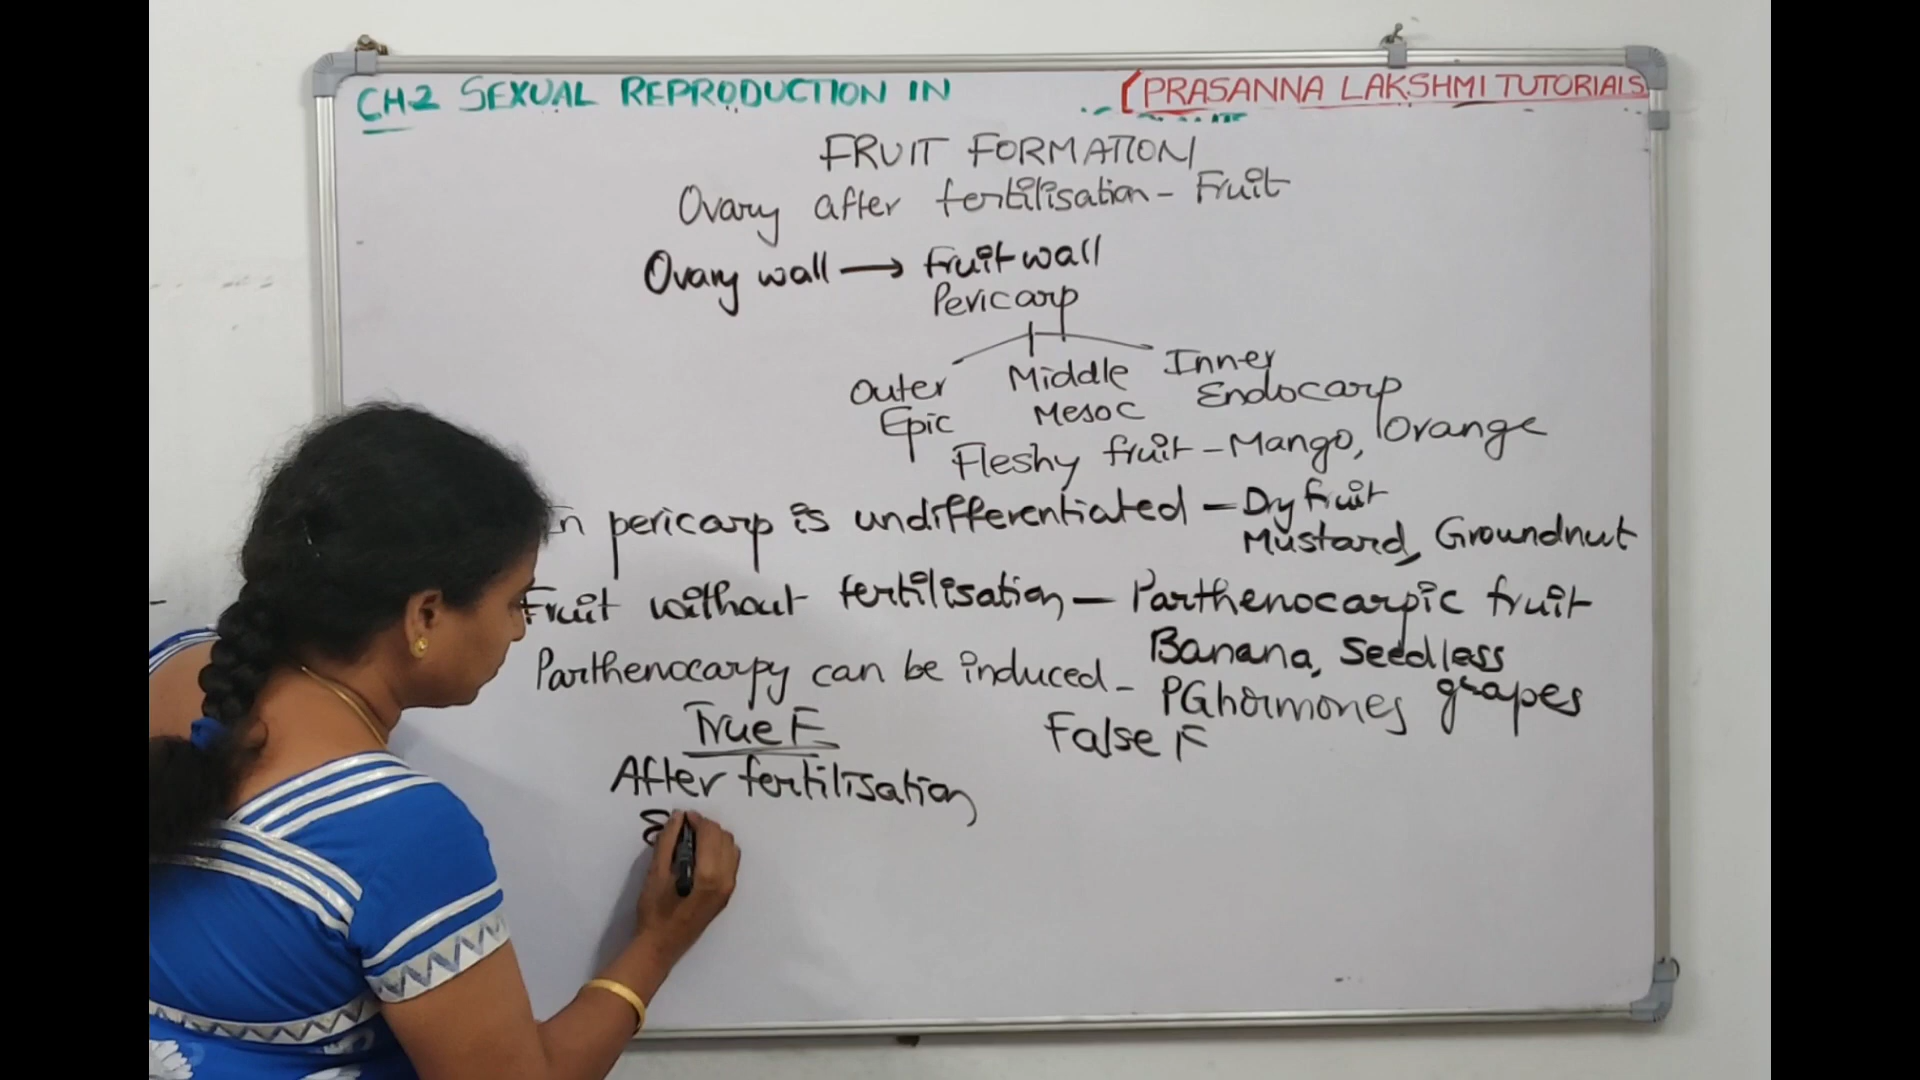 CH2 SEXUAL REPRODUCTION IN
PRASANNA LAKSHMI TUTORIALS
FRUIT FORMATION
Ovary after fertilisation - Fruit
Ovary wall → Fruit wall
Pericarp
Outer Middle Inner
Epic Mesoc Endocarp
Fleshy fruit - Mango, Orange
pericarp is undifferentiated - Dry fruit
Mustard, Groundnut
Fruit without fertilisation - Parthenocarpic fruit
Banana, Seedless
grapes
Parthenocarpy can be induced - PG hormones
True F False F
After fertilisation